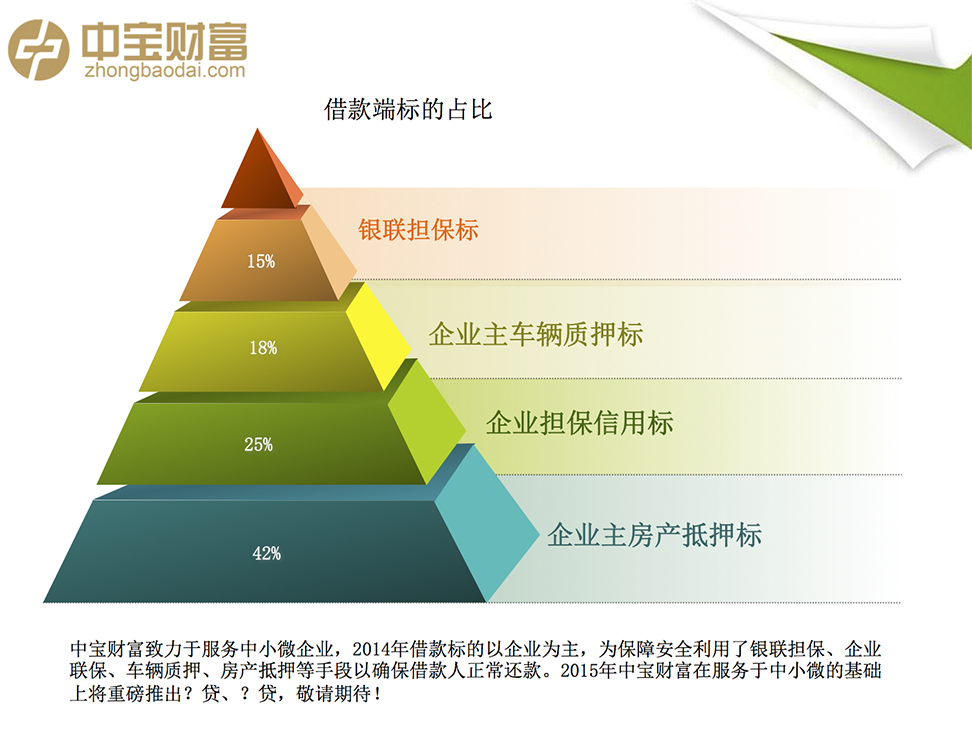 中宝财富
zhongbaodai.com
借款端标的占比
银联担保标
15%
企业主车辆质押标
18%
企业担保信用标
25%
企业主房产抵押标
42%
中宝财富致力于服务中小微企业，2014年借款标的以企业为主，为保障安全利用了银联担保、企业
联保、车辆质押、房产抵押等手段以确保借款人正常还款。2015年中宝财富在服务于中小微的基础
上将重磅推出？贷、？贷，敬请期待！